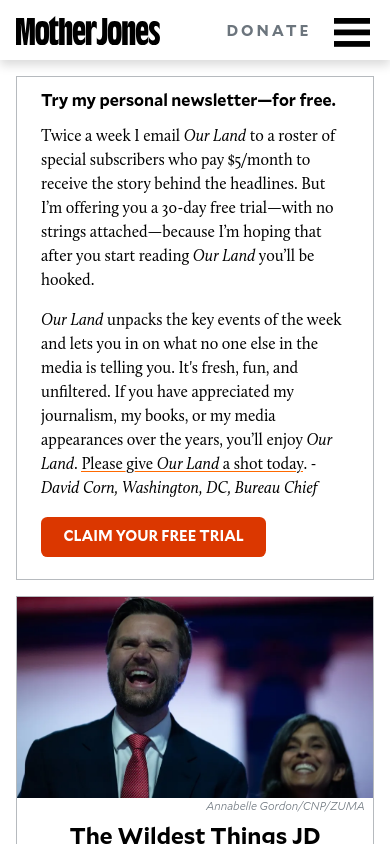 Mother Jones
DONATE
Try my personal newsletter—for free.
Twice a week I email Our Land to a roster of
special subscribers who pay $5/month to
receive the story behind the headlines. But
I’m offering you a 30-day free trial—with no
strings attached—because I’m hoping that
after you start reading Our Land you’ll be
hooked.
Our Land unpacks the key events of the week
and lets you in on what no one else in the
media is telling you. It's fresh, fun, and
unfiltered. If you have appreciated my
journalism, my books, or my media
appearances over the years, you’ll enjoy Our
Land. Please give Our Land a shot today. -
David Corn, Washington, DC, Bureau Chief
CLAIM YOUR FREE TRIAL
Annabelle Gordon/CNP/ZUMA
The Wildest Things JD